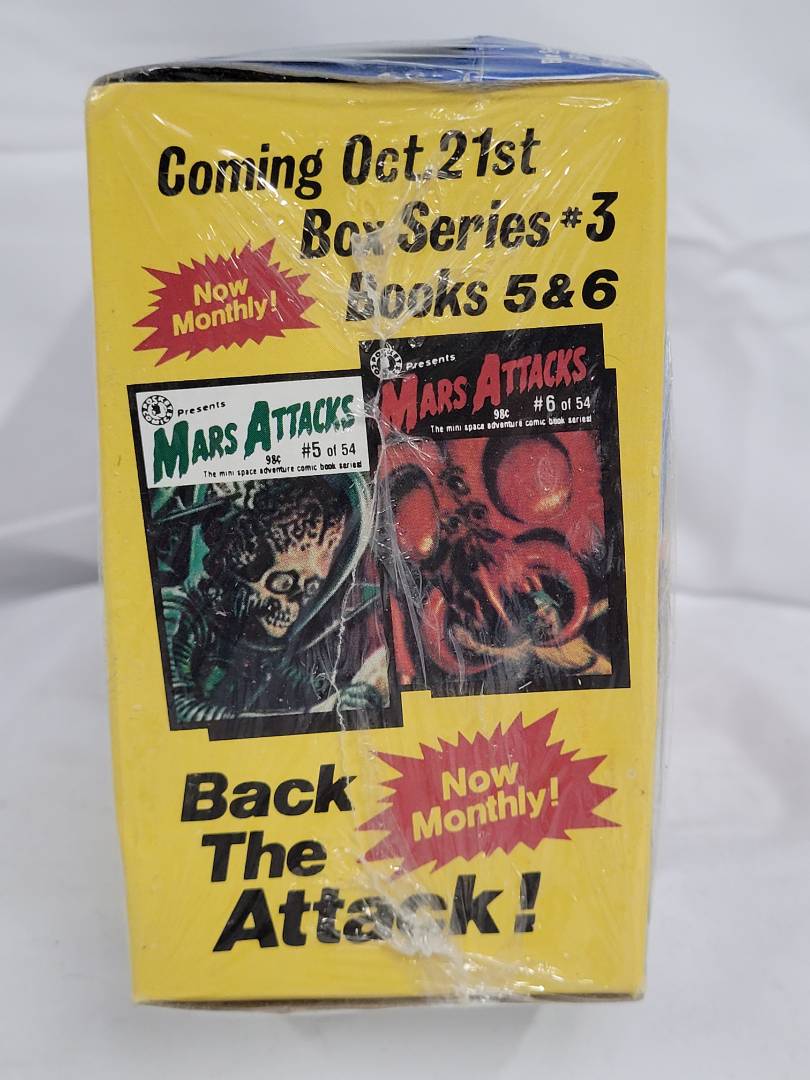 Coming Oct.21st
Box Series #3
Books 5&6
Now
Monthly!
POCKET COMICS
Presents
MARS ATTACKS
98¢ #5 of 54
The mini space adventure comic book series!
Presents
MARS ATTACKS
98¢ #6 of 54
The mini space adventure comic book series!
Back
The
Attack!
Now
Monthly!